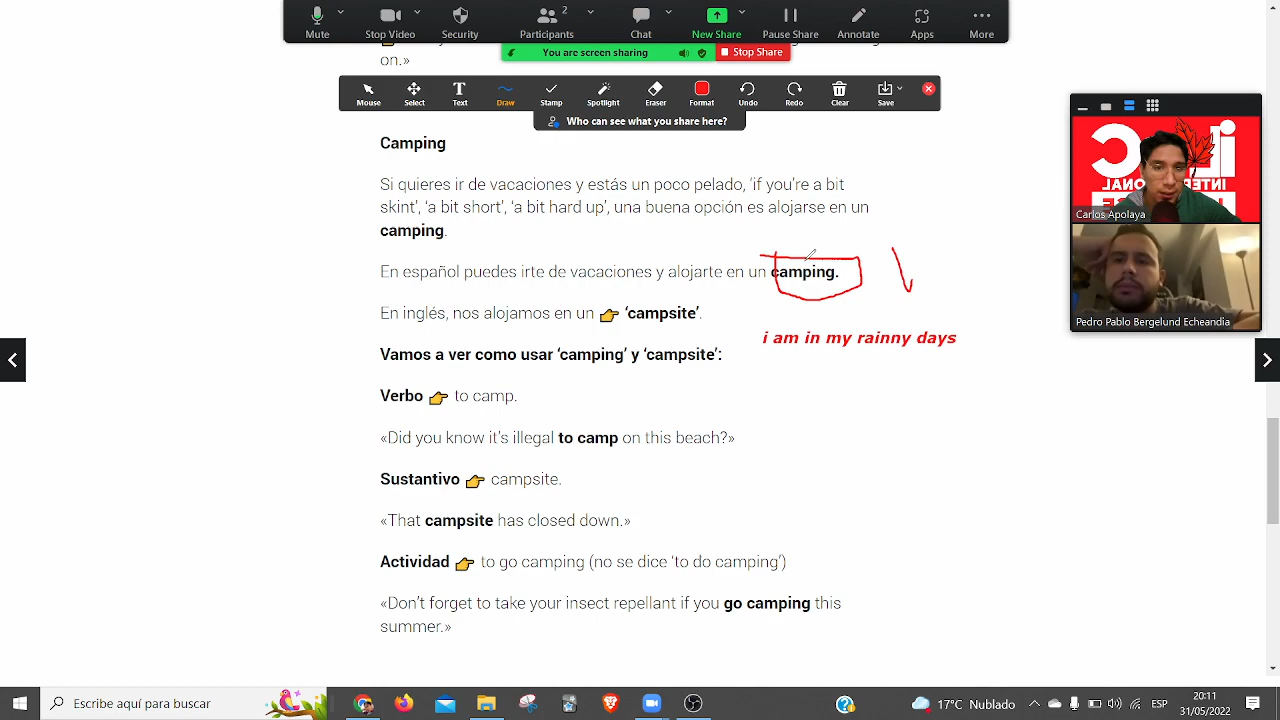 Mute
Stop Video
Security
Participants
2
Chat
New Share
Pause Share
Annotate
Apps
More
You are screen sharing
Stop Share
on.»
Mouse
Select
Text
Draw
Stamp
Spotlight
Eraser
Format
Undo
Redo
Clear
Save
Who can see what you share here?
Camping
Si quieres ir de vacaciones y estás un poco pelado, ‘if you’re a bit
skint’, ‘a bit short’, ‘a bit hard up’, una buena opción es alojarse en un
camping.
En español puedes irte de vacaciones y alojarte en un camping.
En inglés, nos alojamos en un 👉 ‘campsite’.
i am in my rainny days
Vamos a ver como usar ‘camping’ y ‘campsite’:
Verbo 👉 to camp.
«Did you know it’s illegal to camp on this beach?»
Sustantivo 👉 campsite.
«That campsite has closed down.»
Actividad 👉 to go camping (no se dice ‘to do camping’)
«Don’t forget to take your insect repellant if you go camping this
summer.»
Carlos Apolaya
Pedro Pablo Bergelund Echeandia
Escribe aquí para buscar
17°C Nublado
ESP
20:11
31/05/2022